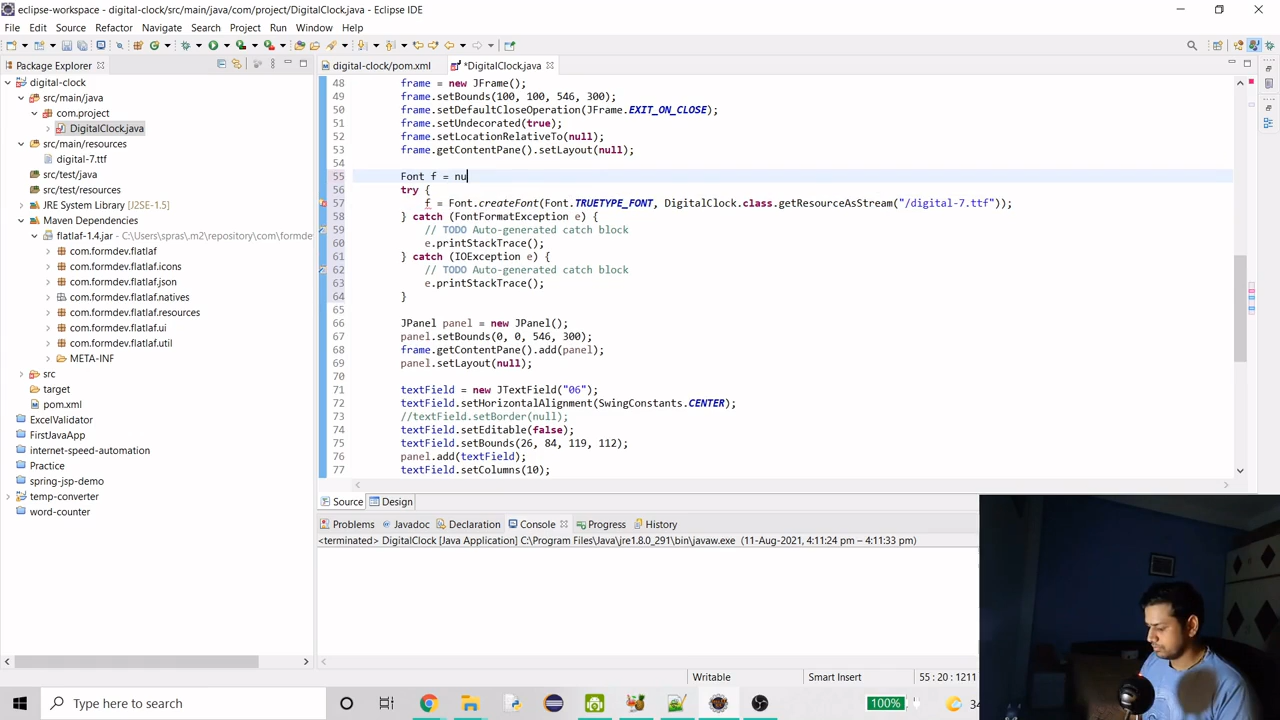 eclipse-workspace - digital-clock/src/main/java/com/project/DigitalClock.java - Eclipse IDE
File Edit Source Refactor Navigate Search Project Run Window Help
Package Explorer
digital-clock/pom.xml
*DigitalClock.java
digital-clock
src/main/java
com.project
DigitalClock.java
src/main/resources
digital-7.ttf
src/test/java
src/test/resources
JRE System Library [J2SE-1.5]
Maven Dependencies
flatlaf-1.4.jar - C:\Users\spras\.m2\repository\com\formde
com.formdev.flatlaf
com.formdev.flatlaf.icons
com.formdev.flatlaf.json
com.formdev.flatlaf.natives
com.formdev.flatlaf.resources
com.formdev.flatlaf.ui
com.formdev.flatlaf.util
META-INF
src
target
pom.xml
ExcelValidator
FirstJavaApp
internet-speed-automation
Practice
spring-jsp-demo
temp-converter
word-counter
48 frame = new JFrame();
49 frame.setBounds(100, 100, 546, 300);
50 frame.setDefaultCloseOperation(JFrame.EXIT_ON_CLOSE);
51 frame.setUndecorated(true);
52 frame.setLocationRelativeTo(null);
53 frame.getContentPane().setLayout(null);
54
55 Font f = nu
56 try {
57 f = Font.createFont(Font.TRUETYPE_FONT, DigitalClock.class.getResourceAsStream("/digital-7.ttf"));
58 } catch (FontFormatException e) {
59 // TODO Auto-generated catch block
60 e.printStackTrace();
61 } catch (IOException e) {
62 // TODO Auto-generated catch block
63 e.printStackTrace();
64 }
65
66 JPanel panel = new JPanel();
67 panel.setBounds(0, 0, 546, 300);
68 frame.getContentPane().add(panel);
69 panel.setLayout(null);
70
71 textField = new JTextField("06");
72 textField.setHorizontalAlignment(SwingConstants.CENTER);
73 //textField.setBorder(null);
74 textField.setEditable(false);
75 textField.setBounds(26, 84, 119, 112);
76 panel.add(textField);
77 textField.setColumns(10);
Source Design
Problems Javadoc Declaration Console Progress History
<terminated> DigitalClock [Java Application] C:\Program Files\Java\jre1.8.0_291\bin\javaw.exe (11-Aug-2021, 4:11:24 pm – 4:11:33 pm)
Writable Smart Insert 55 : 20 : 1211
Type here to search
100%